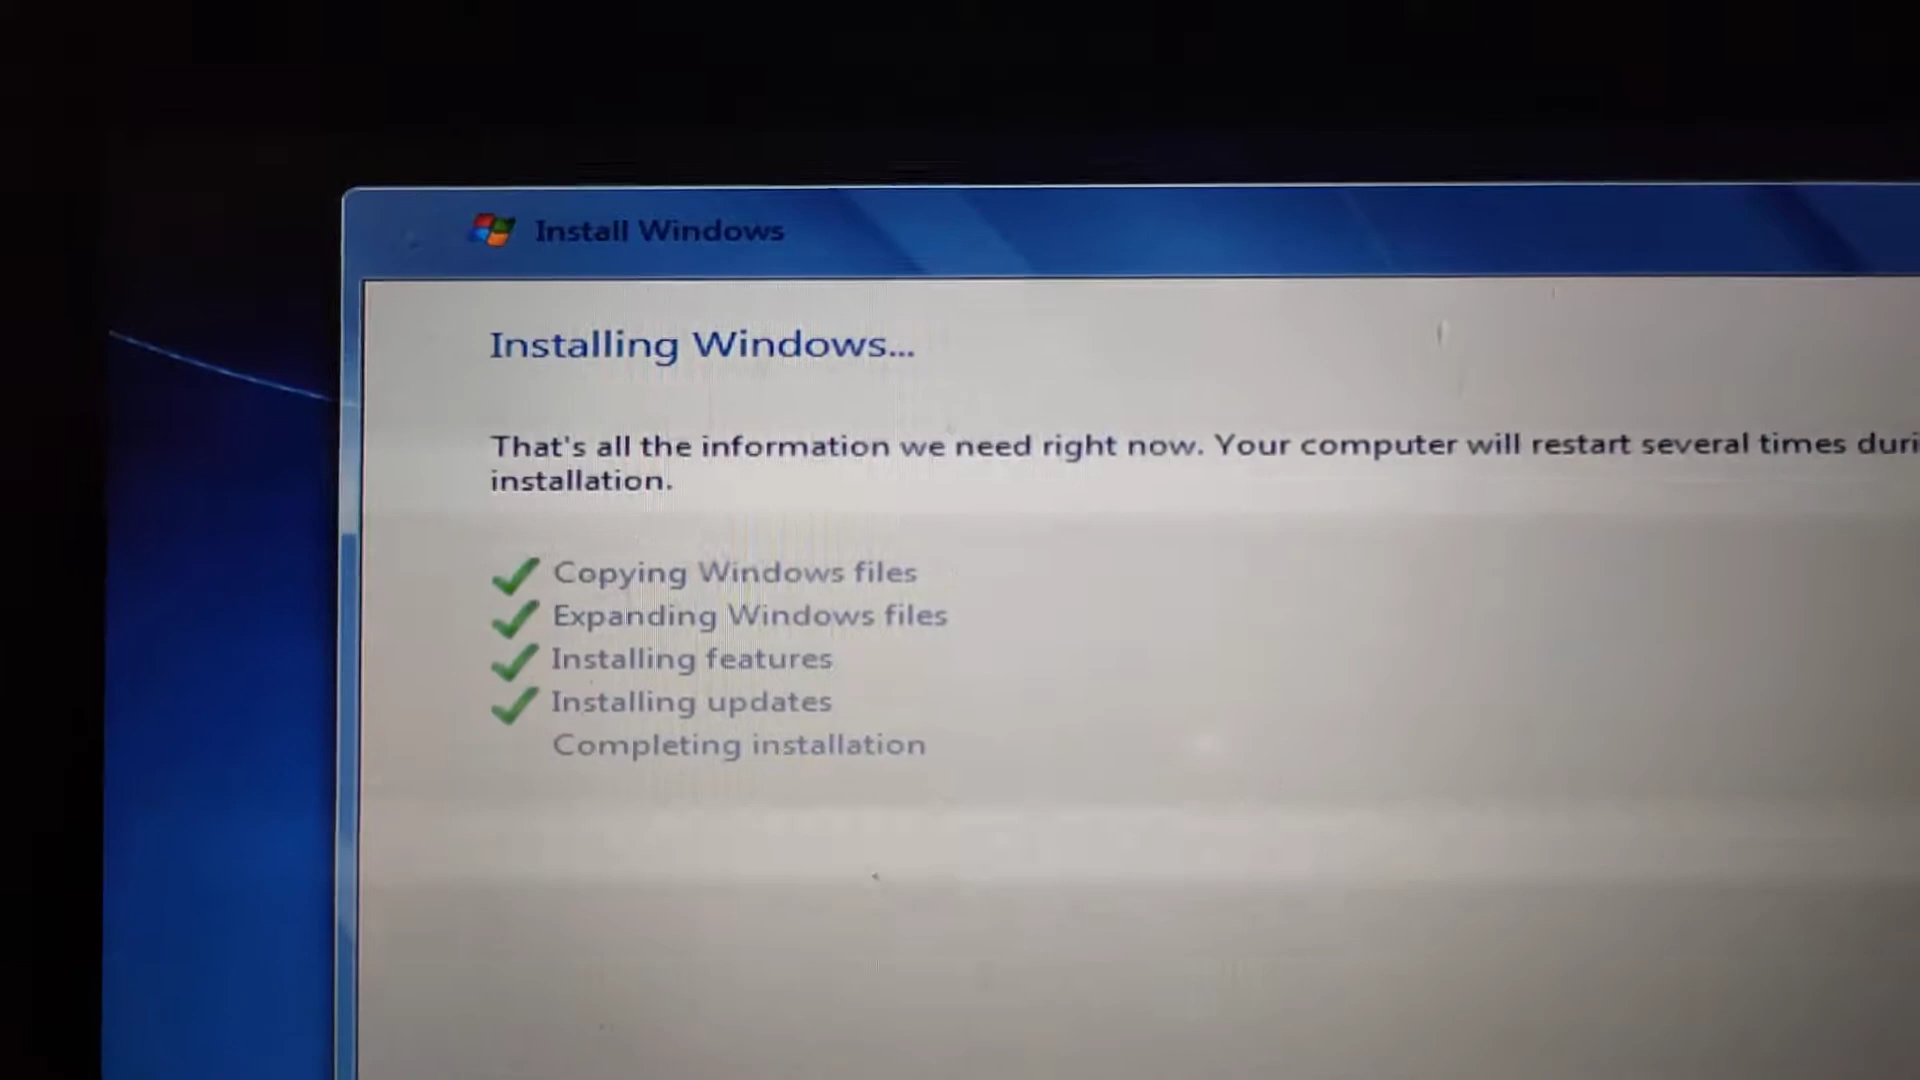 Install Windows
Installing Windows...
That's all the information we need right now. Your computer will restart several times duri
installation.
Copying Windows files
Expanding Windows files
Installing features
Installing updates
Completing installation